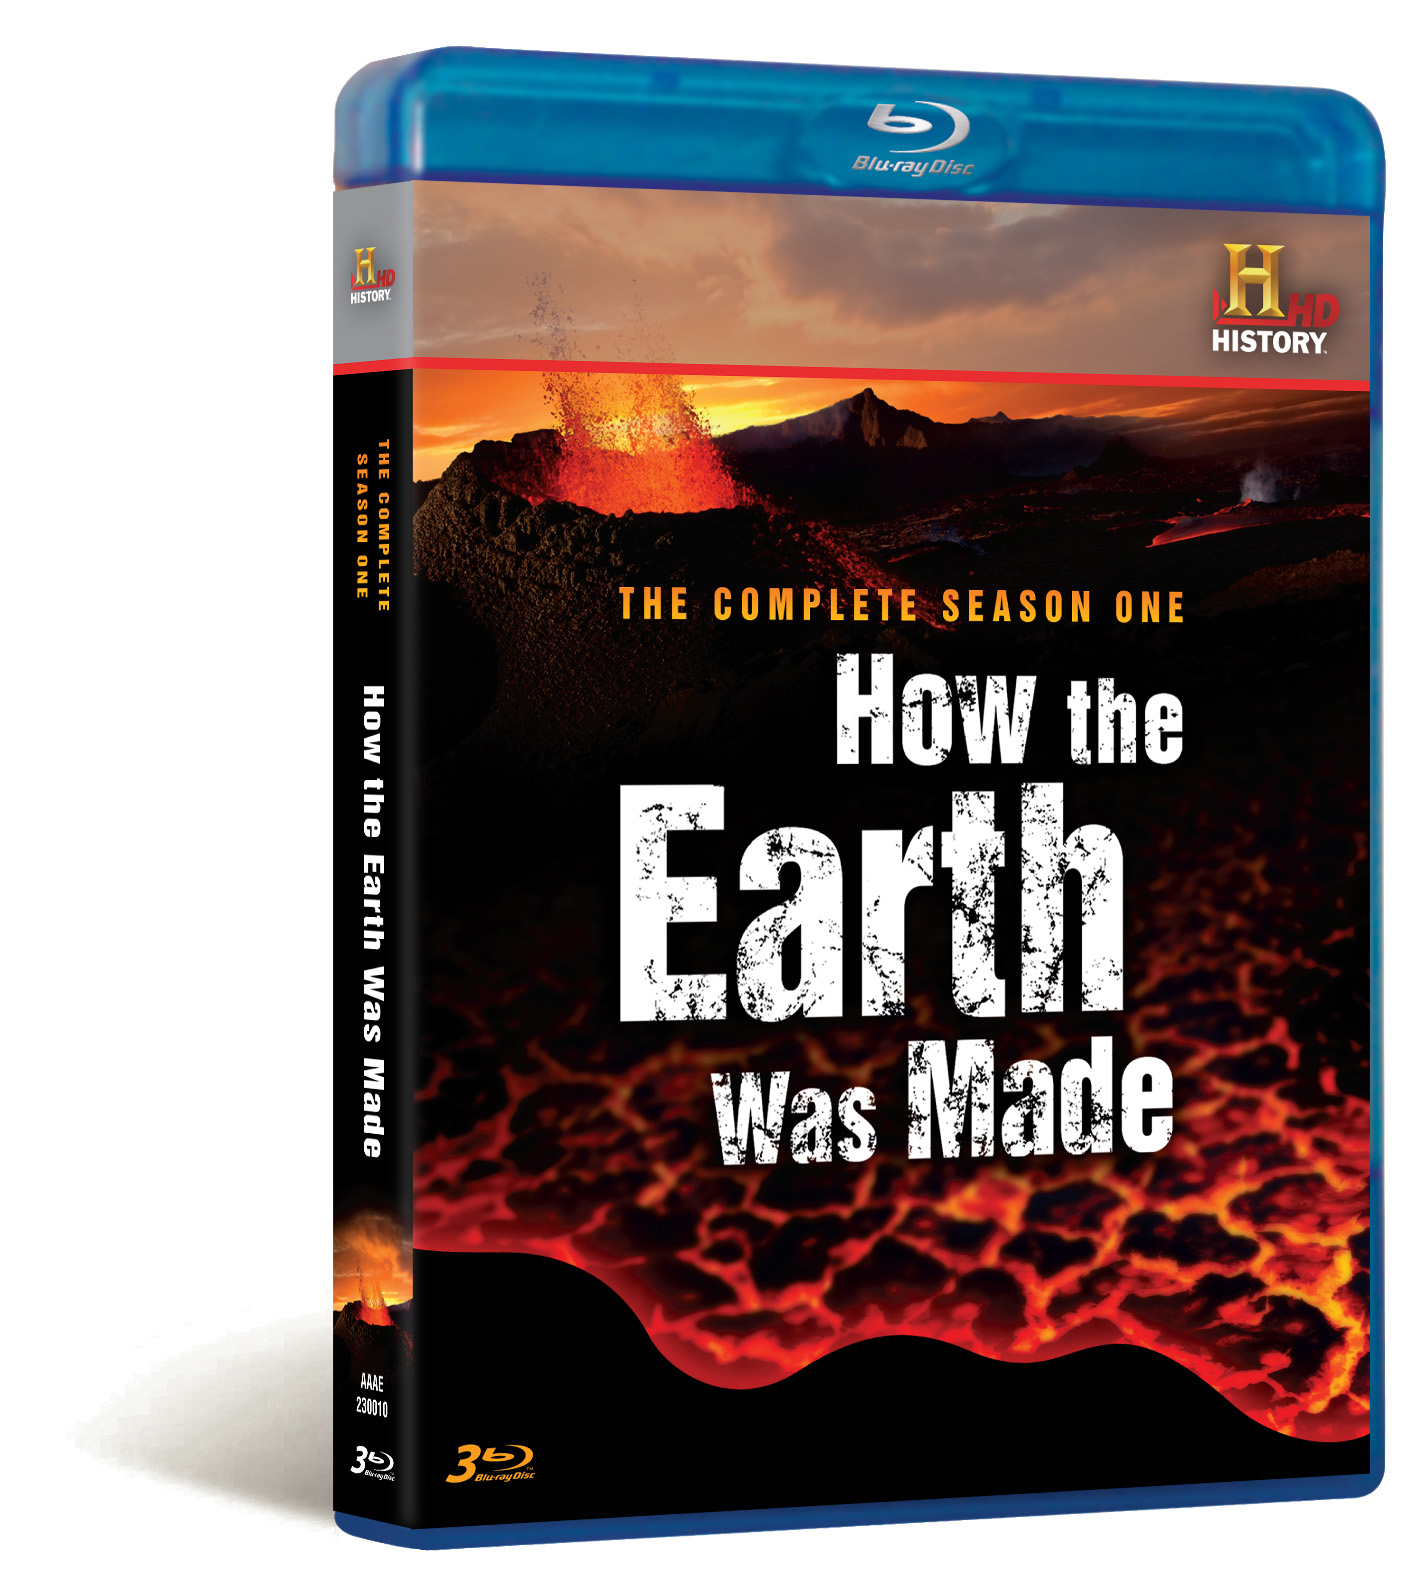 Blu-ray Disc
H HD
HISTORY
H HD
HISTORY
THE COMPLETE
SEASON ONE
How the Earth Was Made
AAAE
230010
3 Blu-ray Disc
THE COMPLETE SEASON ONE
How the
Earth
Was Made
3 Blu-ray Disc